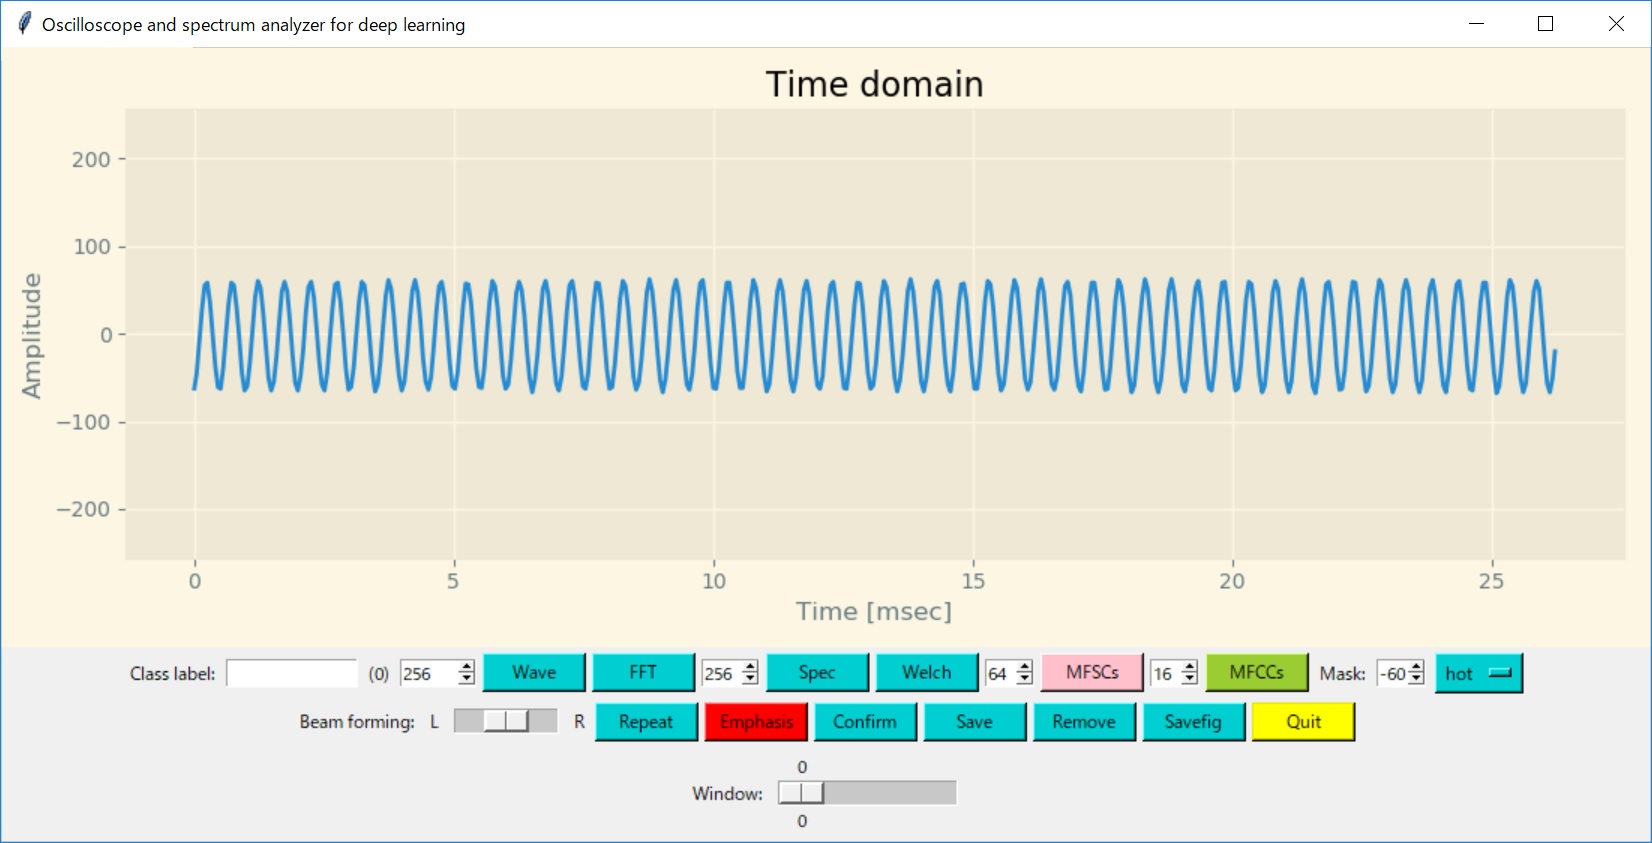 Oscilloscope and spectrum analyzer for deep learning
Time domain
Amplitude
200
100
0
−100
−200
0 5 10 15 20 25
Time [msec]
Class label: (0) 256 Wave FFT 256 Spec Welch 64 MFSCs 16 MFCCs Mask: -60 hot
Beam forming: L R Repeat Emphasis Confirm Save Remove Savefig Quit
0
Window:
0